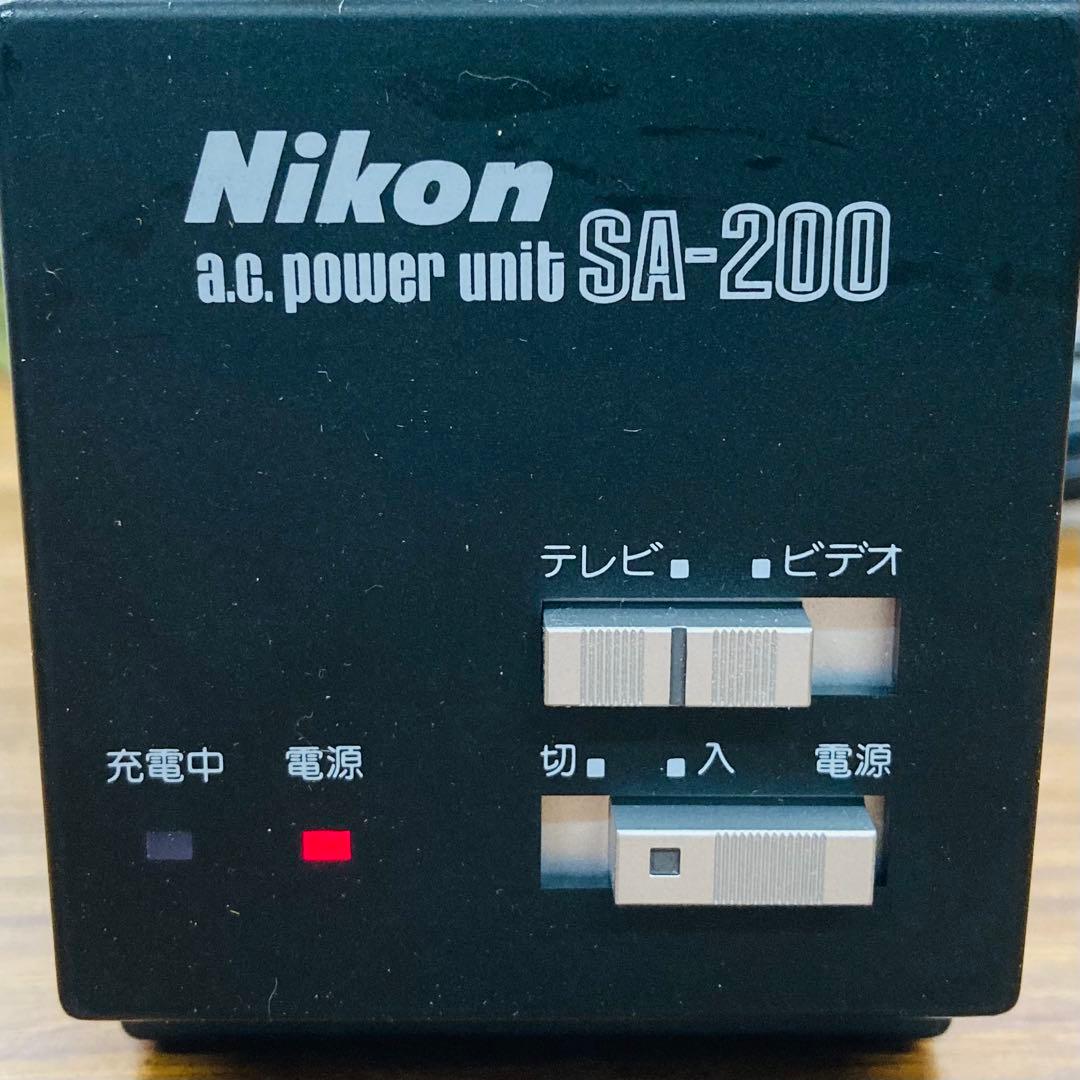 Nikon
a.c. power unit SA-200
テレビ ビデオ
切 入 電源
充電中 電源